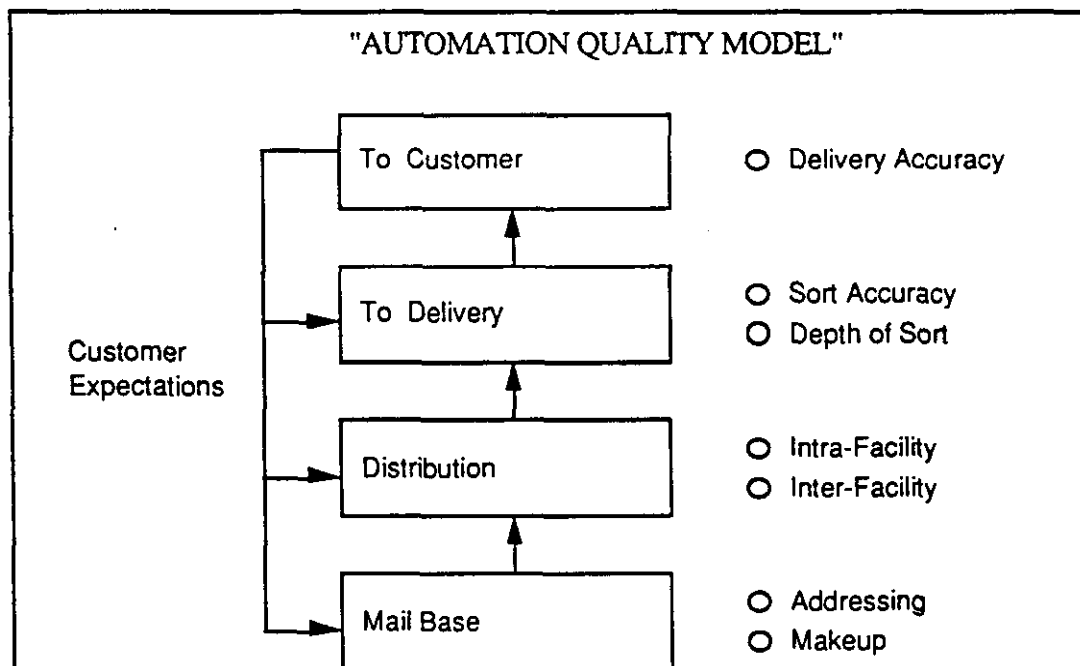 "AUTOMATION QUALITY MODEL"
To Customer
Delivery Accuracy
To Delivery
Sort Accuracy
Depth of Sort
Customer
Expectations
Distribution
Intra-Facility
Inter-Facility
Mail Base
Addressing
Makeup